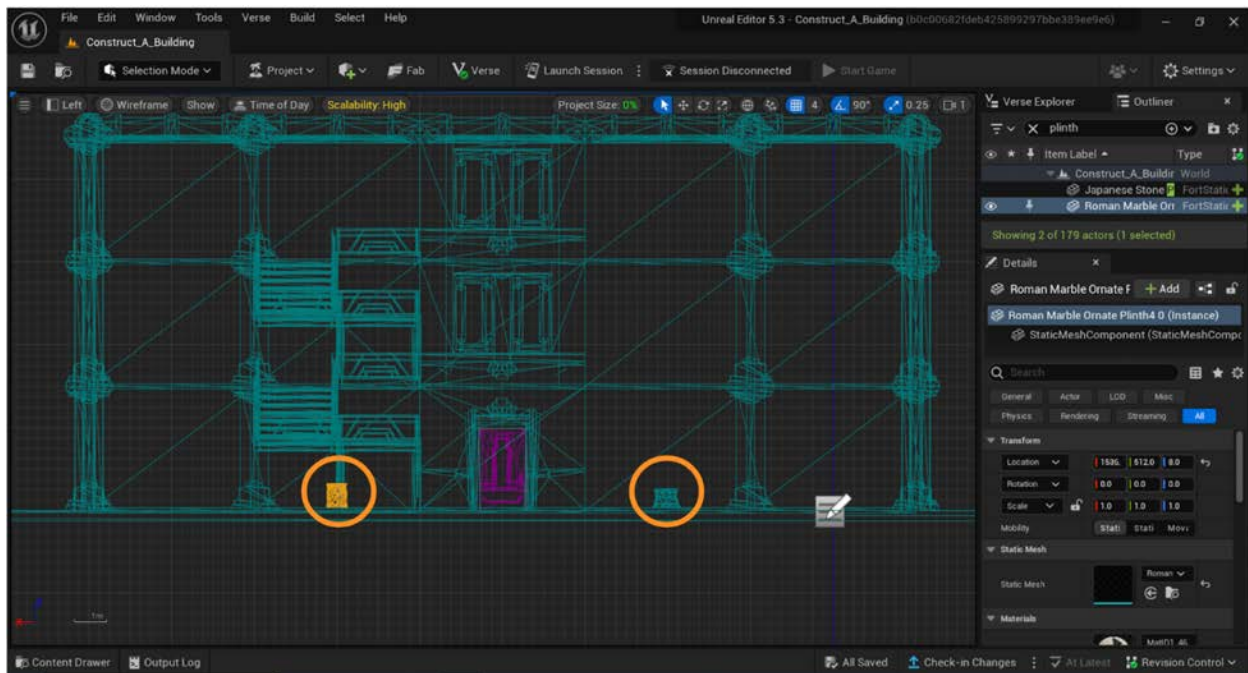 File Edit Window Tools Verse Build Select Help
Unreal Editor 5.3 - Construct_A_Building (b0c00682fdeb425899297bbe389ee9e6)
Construct_A_Building
Selection Mode Project Fab Verse Launch Session Session Disconnected Start Game Settings
Left Wireframe Show Time of Day Scalability: High Project Size: 0% 4 90° 0.25 1
Verse Explorer Outliner
plinth
Item Label Type
Construct_A_Buildir World
Japanese Stone P FortStatic
Roman Marble Orr FortStatic
Showing 2 of 179 actors (1 selected)
Details
Roman Marble Ornate F Add
Roman Marble Ornate Plinth4 0 (Instance)
StaticMeshComponent (StaticMeshCompo
Search
General Actor LOD Misc
Physics Rendering Streaming All
Transform
Location 1536. 512.0 8.0
Rotation 0.0 0.0 0.0
Scale 1.0 1.0 1.0
Mobility Stati Stati Mova
Static Mesh
Static Mesh Roman
Materials
1m
Content Drawer Output Log All Saved Check-in Changes At Latest Revision Control